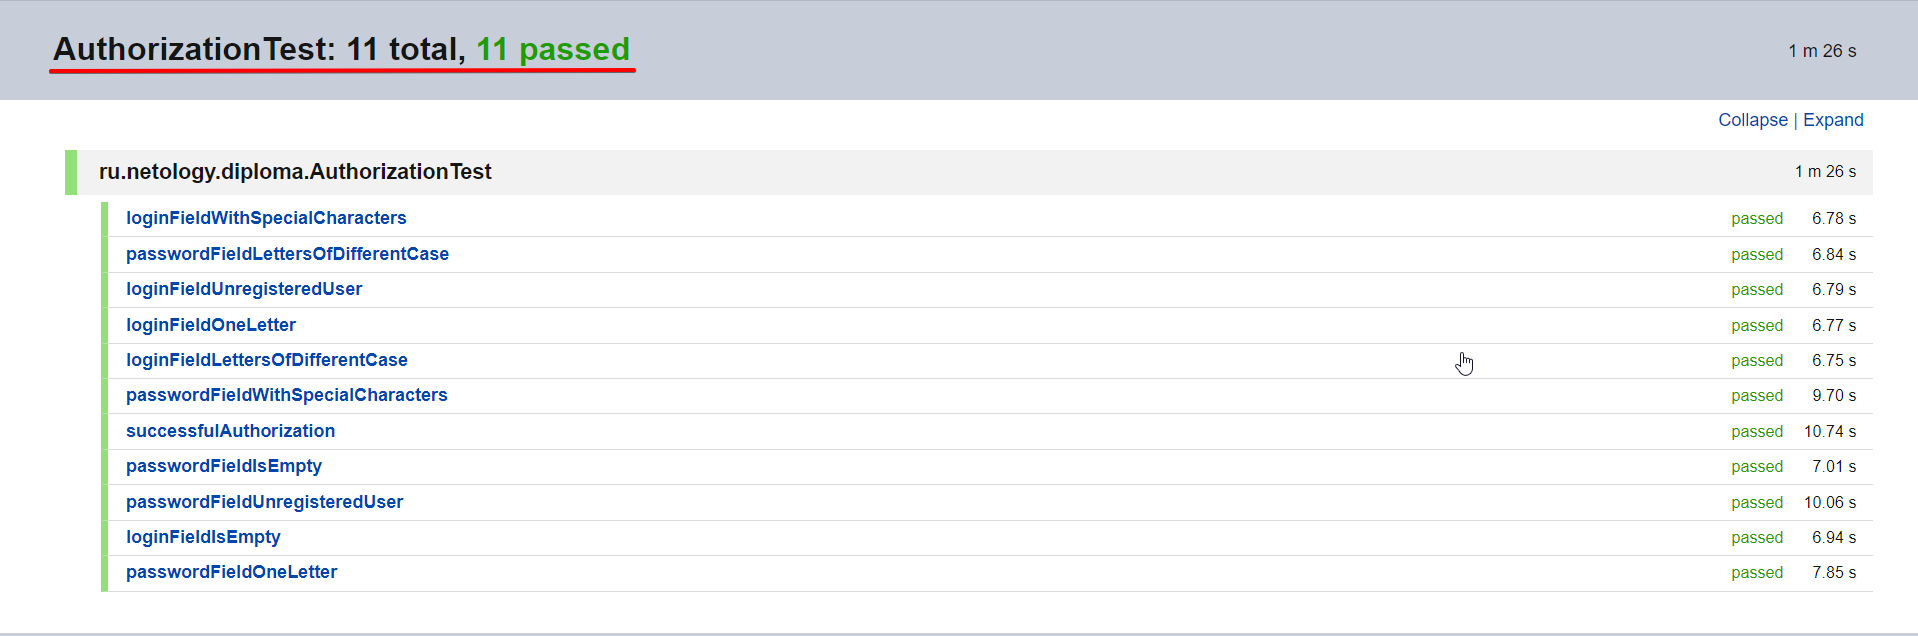 AuthorizationTest: 11 total, 11 passed 1 m 26 s
Collapse | Expand
ru.netology.diploma.AuthorizationTest 1 m 26 s
loginFieldWithSpecialCharacters passed 6.78 s
passwordFieldLettersOfDifferentCase passed 6.84 s
loginFieldUnregisteredUser passed 6.79 s
loginFieldOneLetter passed 6.77 s
loginFieldLettersOfDifferentCase passed 6.75 s
passwordFieldWithSpecialCharacters passed 9.70 s
successfulAuthorization passed 10.74 s
passwordFieldIsEmpty passed 7.01 s
passwordFieldUnregisteredUser passed 10.06 s
loginFieldIsEmpty passed 6.94 s
passwordFieldOneLetter passed 7.85 s